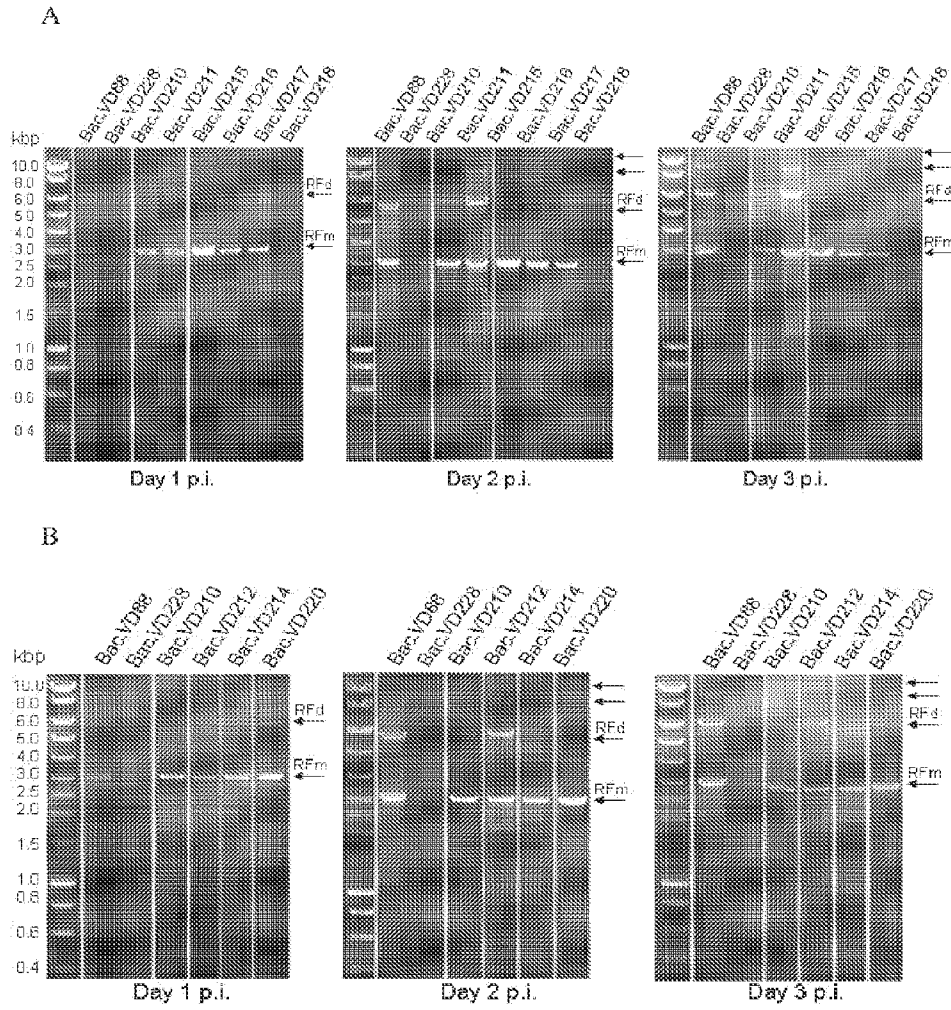 A
Bac.VD88 Bac.VD228 Bac.VD210 Bac.VD211 Bac.VD215 Bac.VD216 Bac.VD217 Bac.VD218
Bac.VD88 Bac.VD228 Bac.VD210 Bac.VD211 Bac.VD215 Bac.VD216 Bac.VD217 Bac.VD218
Bac.VD88 Bac.VD228 Bac.VD210 Bac.VD211 Bac.VD215 Bac.VD216 Bac.VD217 Bac.VD218
kbp
10.0
8.0
6.0 RFd RFd RFd
5.0
4.0
3.0 RFm RFm RFm
2.5
2.0
1.5
1.0
0.8
0.6
0.4
Day 1 p.i. Day 2 p.i. Day 3 p.i.
B
Bac.VD88 Bac.VD228 Bac.VD210 Bac.VD212 Bac.VD214 Bac.VD220
Bac.VD88 Bac.VD228 Bac.VD210 Bac.VD212 Bac.VD214 Bac.VD220
Bac.VD88 Bac.VD228 Bac.VD210 Bac.VD212 Bac.VD214 Bac.VD220
kbp
10.0
8.0
6.0 RFd RFd RFd
5.0
4.0
3.0 RFm RFm RFm
2.5
2.0
1.5
1.0
0.8
0.6
0.4
Day 1 p.i. Day 2 p.i. Day 3 p.i.